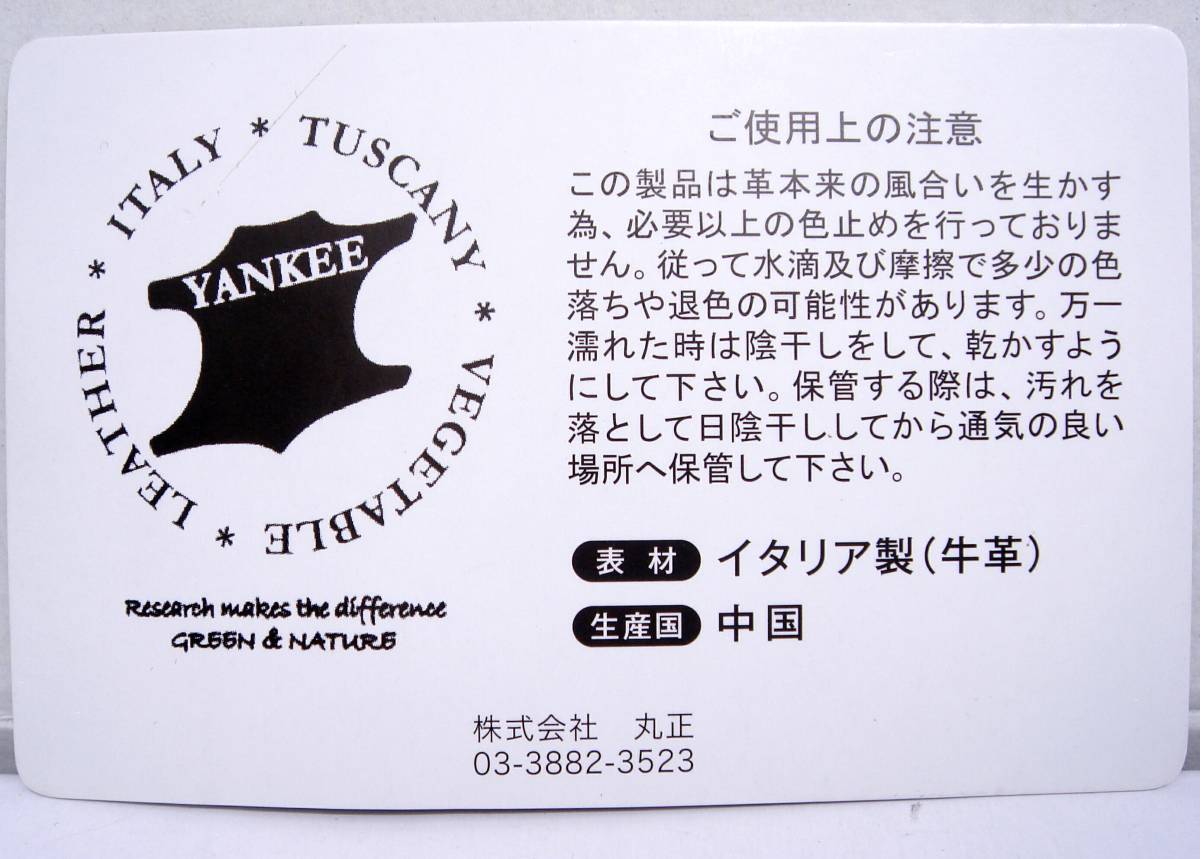 ITALY * TUSCANY * VEGETABLE * LEATHER *
YANKEE
Research makes the difference
GREEN & NATURE
ご使用上の注意
この製品は革本来の風合いを生かす
為、必要以上の色止めを行っておりま
せん。従って水滴及び摩擦で多少の色
落ちや退色の可能性があります。万一
濡れた時は陰干しをして、乾かすよう
にして下さい。保管する際は、汚れを
落として日陰干ししてから通気の良い
場所へ保管して下さい。
表材 イタリア製(牛革)
生産国 中国
株式会社 丸正
03-3882-3523